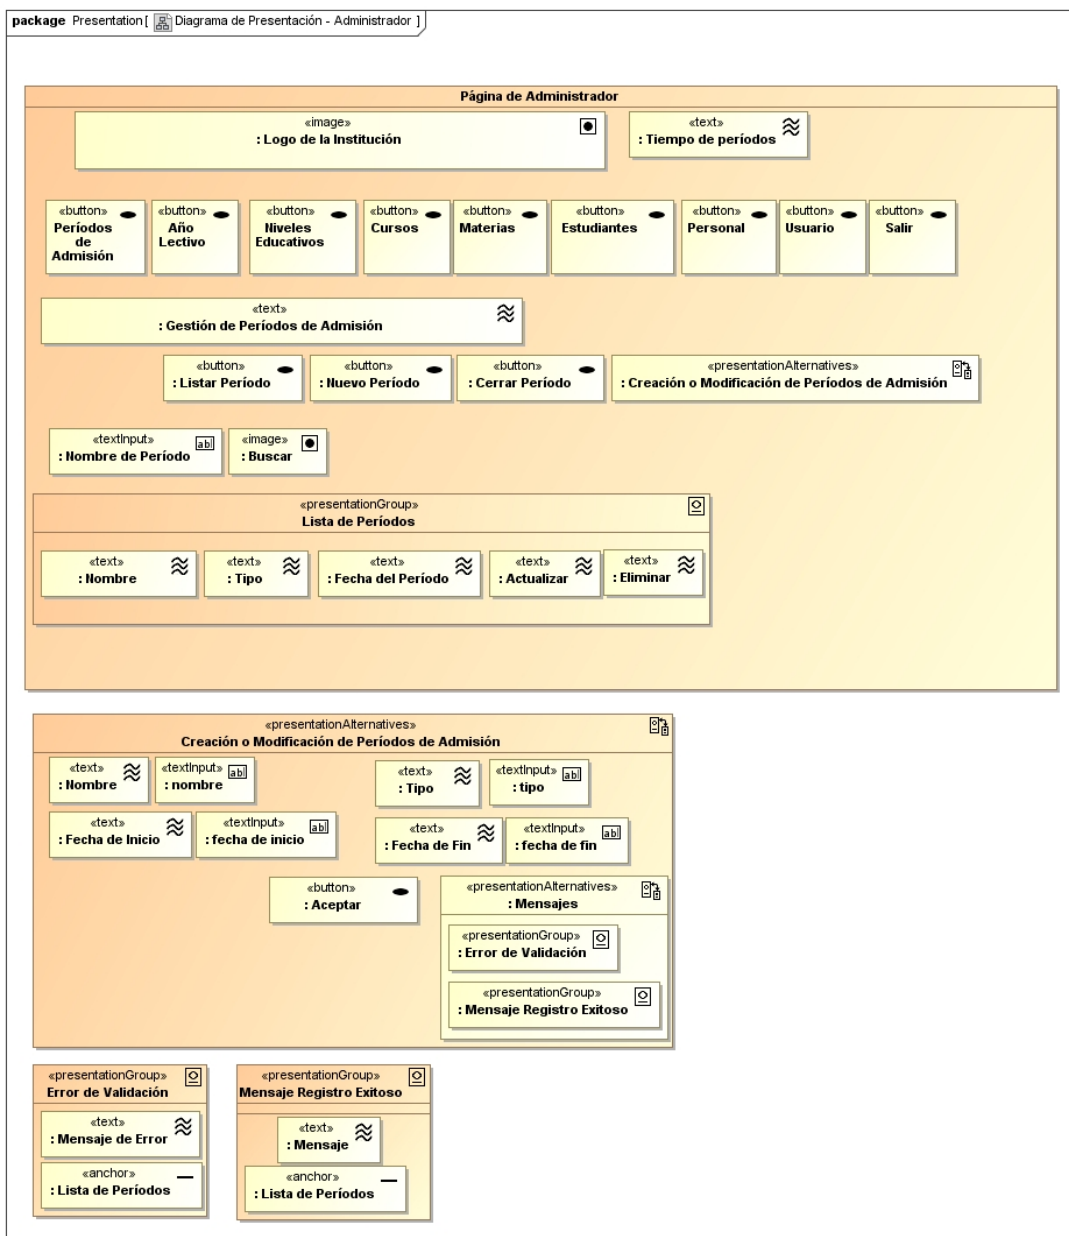 package Presentation [ Diagrama de Presentación - Administrador ]
Página de Administrador
«image»
: Logo de la Institución
«text»
: Tiempo de períodos
«button»
Períodos
de
Admisión
«button»
Año
Lectivo
«button»
Niveles
Educativos
«button»
Cursos
«button»
Materias
«button»
Estudiantes
«button»
Personal
«button»
Usuario
«button»
Salir
«text»
: Gestión de Períodos de Admisión
«button»
: Listar Período
«button»
: Nuevo Período
«button»
: Cerrar Período
«presentationAlternatives»
: Creación o Modificación de Períodos de Admisión
«textInput»
: Nombre de Período
ab
«image»
: Buscar
«presentationGroup»
Lista de Períodos
«text»
: Nombre
«text»
: Tipo
«text»
: Fecha del Período
«text»
: Actualizar
«text»
: Eliminar
«presentationAlternatives»
Creación o Modificación de Períodos de Admisión
«text»
: Nombre
«textInput»
: nombre
ab
«text»
: Tipo
«textInput»
: tipo
ab
«text»
: Fecha de Inicio
«textInput»
: fecha de inicio
ab
«text»
: Fecha de Fin
«textInput»
: fecha de fin
ab
«button»
: Aceptar
«presentationAlternatives»
: Mensajes
«presentationGroup»
: Error de Validación
«presentationGroup»
: Mensaje Registro Exitoso
«presentationGroup»
Error de Validación
«text»
: Mensaje de Error
«anchor»
: Lista de Períodos
«presentationGroup»
Mensaje Registro Exitoso
«text»
: Mensaje
«anchor»
: Lista de Períodos